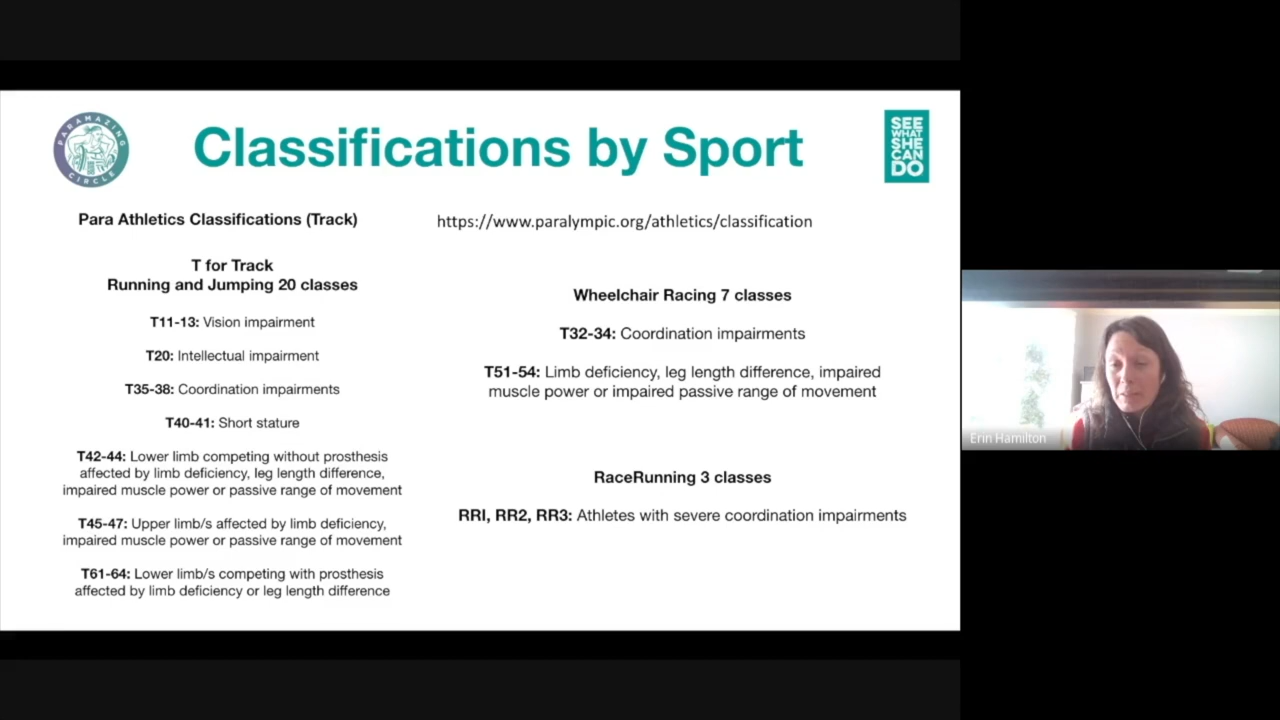 PARAMAZING
CIRCLE
Classifications by Sport
SEE
WHAT
SHE
CAN
DO
Para Athletics Classifications (Track)
https://www.paralympic.org/athletics/classification
T for Track
Running and Jumping 20 classes
T11-13: Vision impairment
T20: Intellectual impairment
T35-38: Coordination impairments
T40-41: Short stature
T42-44: Lower limb competing without prosthesis
affected by limb deficiency, leg length difference,
impaired muscle power or passive range of movement
T45-47: Upper limb/s affected by limb deficiency,
impaired muscle power or passive range of movement
T61-64: Lower limb/s competing with prosthesis
affected by limb deficiency or leg length difference
Wheelchair Racing 7 classes
T32-34: Coordination impairments
T51-54: Limb deficiency, leg length difference, impaired
muscle power or impaired passive range of movement
RaceRunning 3 classes
RRI, RR2, RR3: Athletes with severe coordination impairments
Erin Hamilton